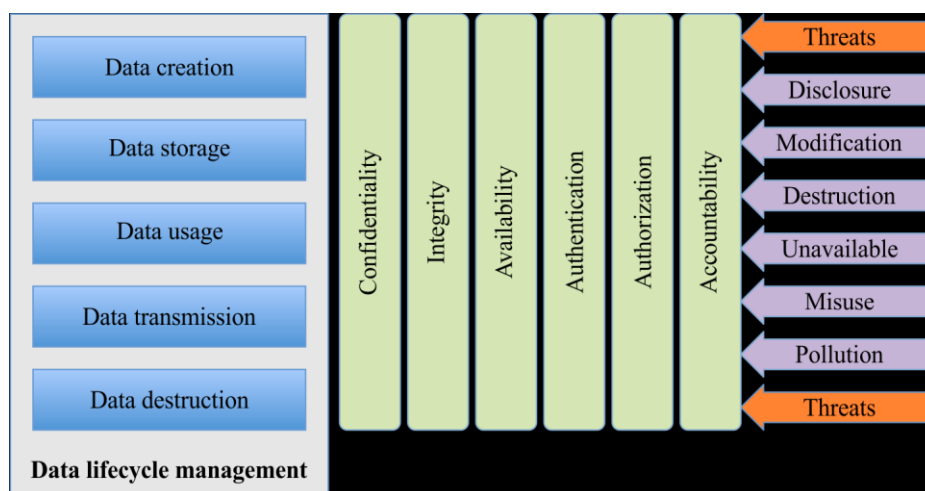 Data creation
Data storage
Data usage
Data transmission
Data destruction
Data lifecycle management
Confidentiality
Integrity
Availability
Authentication
Authorization
Accountability
Threats
Disclosure
Modification
Destruction
Unavailable
Misuse
Pollution
Threats